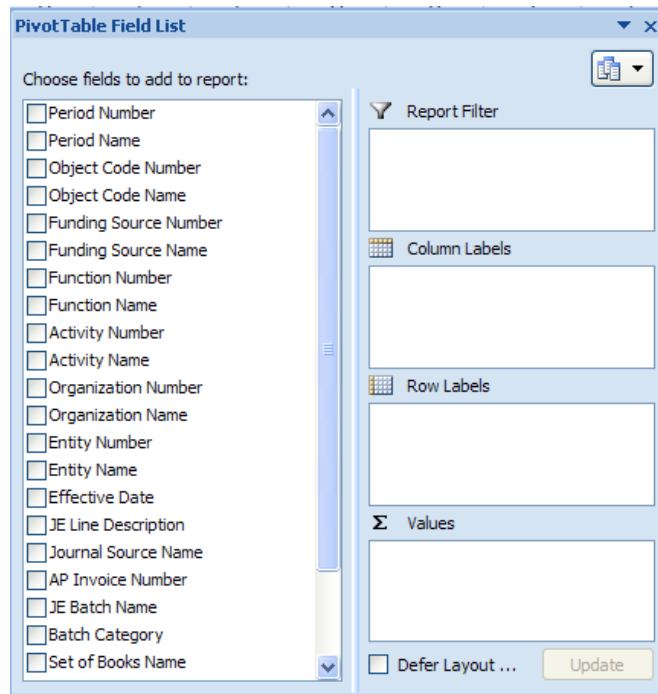 PivotTable Field List
Choose fields to add to report:
Period Number
Period Name
Object Code Number
Object Code Name
Funding Source Number
Funding Source Name
Function Number
Function Name
Activity Number
Activity Name
Organization Number
Organization Name
Entity Number
Entity Name
Effective Date
JE Line Description
Journal Source Name
AP Invoice Number
JE Batch Name
Batch Category
Set of Books Name
Report Filter
Column Labels
Row Labels
Σ Values
Defer Layout ...
Update